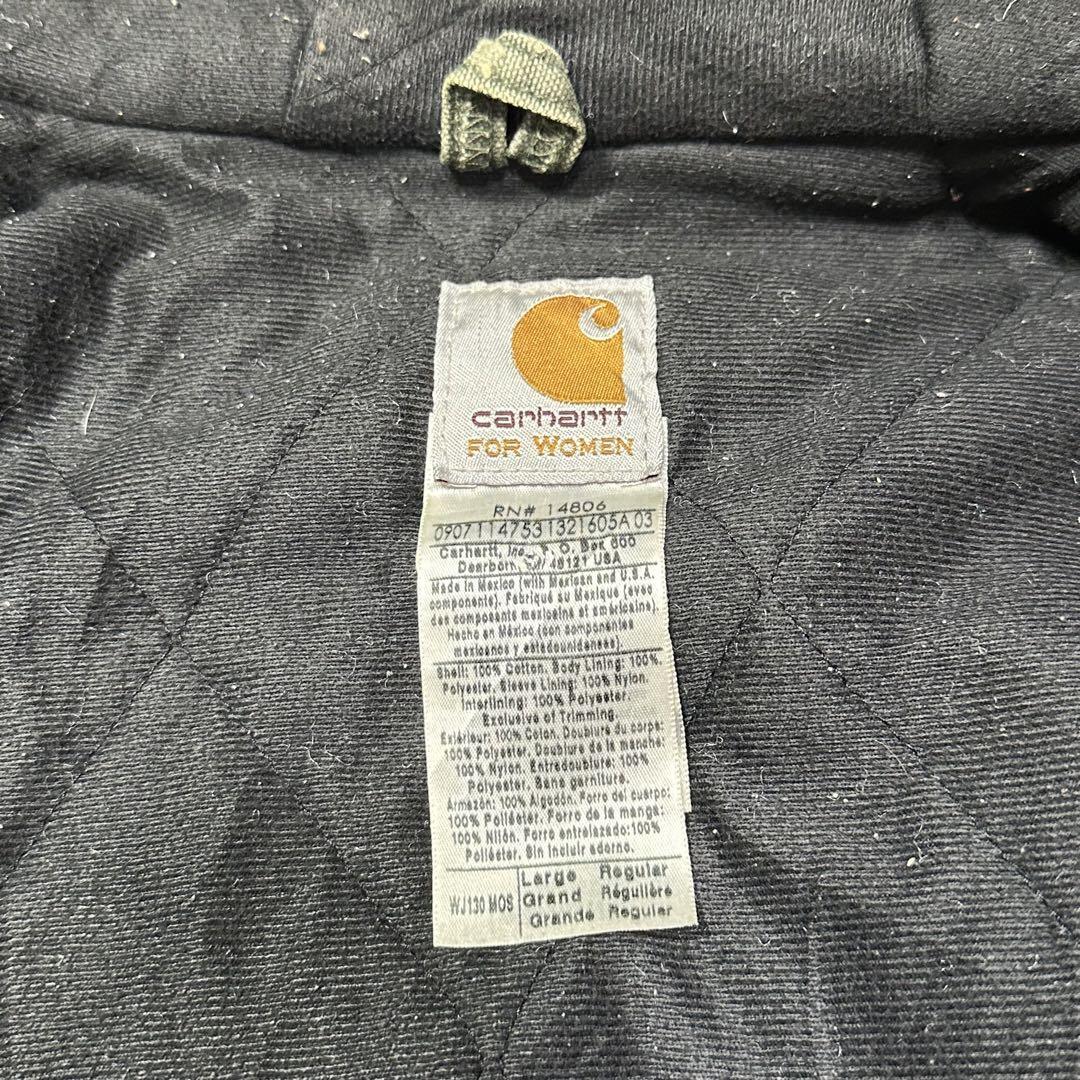 carhartt
FOR WOMEN
RN# 14806
09071147531321605A 03
Carhartt, Inc., P. O. Box 600
Dearborn, 48121 USA
Made in Mexico (with Mexican and U.S.A.
components). Fabriqué au Mexique (avec
des composants mexicains et américains).
Hecho en México (con componentes
mexicanos y estadounidenses).
Shell: 100% Cotton. Body Lining: 100%.
Polyester. Sleeve Lining: 100% Nylon.
Interlining: 100% Polyester.
Exclusive of Trimming.
Extérieur: 100% Coton. Doublure du corps:
100% Polyester. Doublure de la manche:
100% Nylon. Entredoublure: 100%
Polyester. Sans garniture.
Armazón: 100% Algodón. Forro del cuerpo:
100% Poliéster. Forro de la manga:
100% Nilón. Forro entrelazado:100%
Poliéster. Sin incluir adorno.
WJ130 MOS
Large Regular
Grand Régulière
Grande Regular